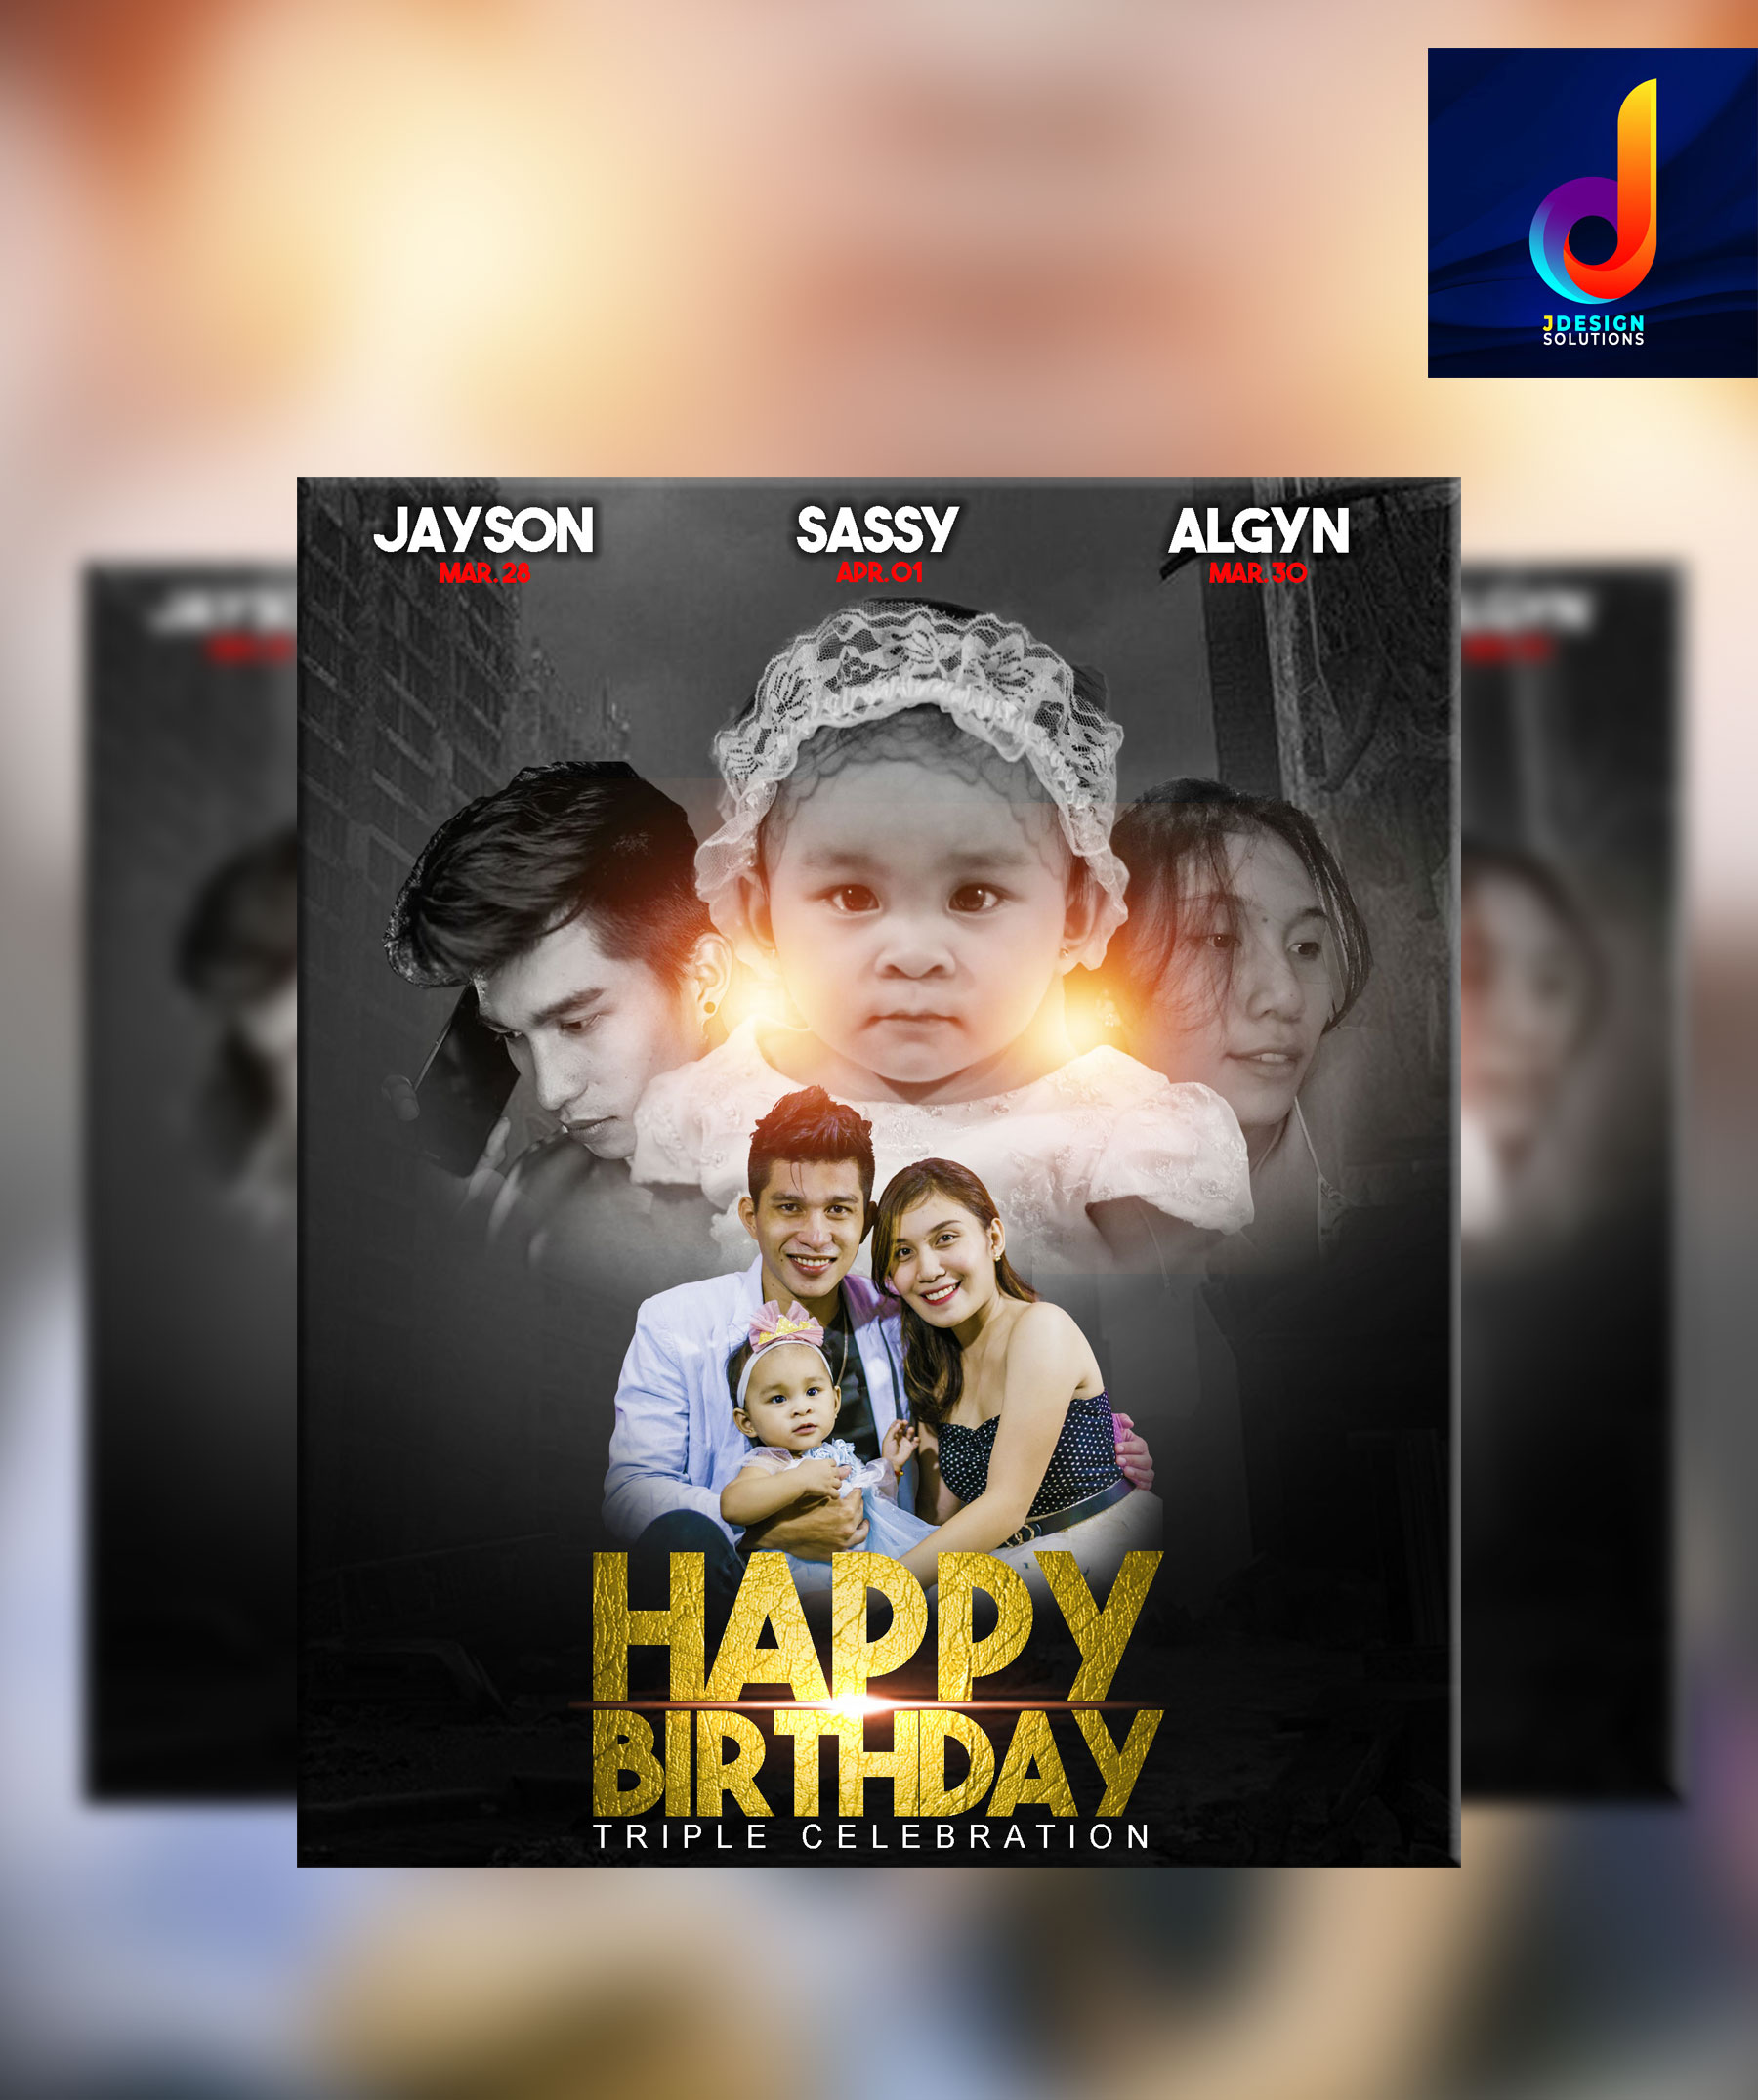 JDESIGN
SOLUTIONS
JAYSON
MAR. 28
SASSY
APR. 01
ALGYN
MAR. 30
HAPPY
BIRTHDAY
TRIPLE CELEBRATION